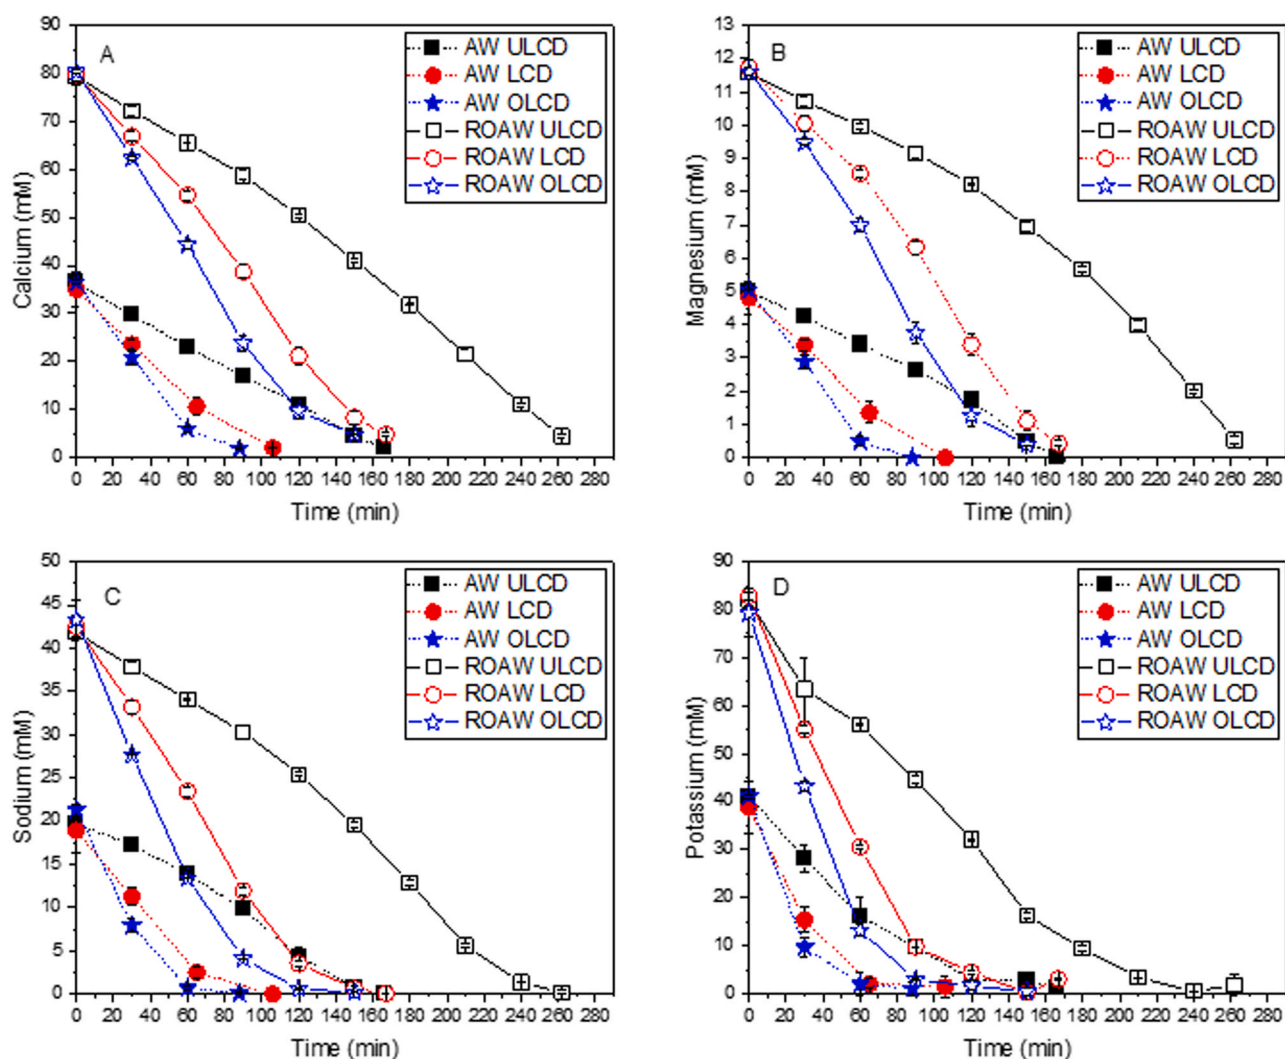 A
AW ULCD
AW LCD
AW OLCD
ROAW ULCD
ROAW LCD
ROAW OLCD
Calcium (mM)
90
80
70
60
50
40
30
20
10
0
0 20 40 60 80 100 120 140 160 180 200 220 240 260 280
Time (min)
B
AW ULCD
AW LCD
AW OLCD
ROAW ULCD
ROAW LCD
ROAW OLCD
Magnesium (mM)
13
12
11
10
9
8
7
6
5
4
3
2
1
0
0 20 40 60 80 100 120 140 160 180 200 220 240 260 280
Time (min)
C
AW ULCD
AW LCD
AW OLCD
ROAW ULCD
ROAW LCD
ROAW OLCD
Sodium (mM)
50
45
40
35
30
25
20
15
10
5
0
0 20 40 60 80 100 120 140 160 180 200 220 240 260 280
Time (min)
D
AW ULCD
AW LCD
AW OLCD
ROAW ULCD
ROAW LCD
ROAW OLCD
Potassium (mM)
90
80
70
60
50
40
30
20
10
0
0 20 40 60 80 100 120 140 160 180 200 220 240 260 280
Time (min)